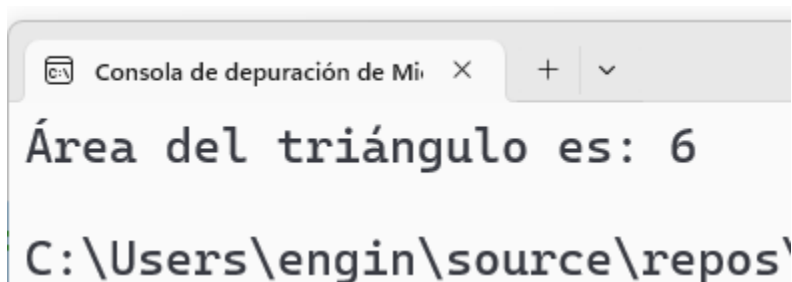 Consola de depuración de Mi
Área del triángulo es: 6
C:\Users\engin\source\repos\